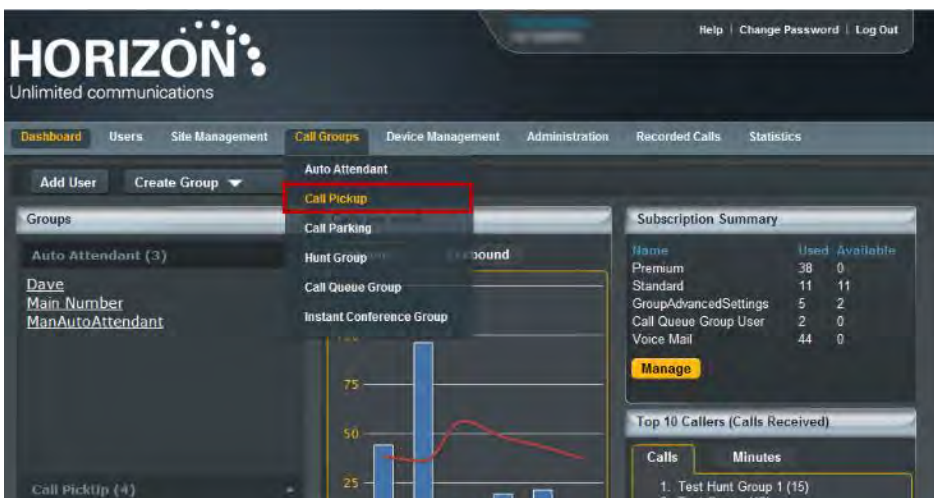 Help | Change Password | Log Out
HORIZON
Unlimited communications
Dashboard Users Site Management Call Groups Device Management Administration Recorded Calls Statistics
Add User Create Group
Auto Attendant
Call Pickup
Call Parking
Hunt Group
Call Queue Group
Instant Conference Group
Groups
Auto Attendant (3)
Dave
Main Number
ManAutoAttendant
Call PickUp (4)
75
50
25
Subscription Summary
Name Used Available
Premium 38 0
Standard 11 11
GroupAdvancedSettings 5 2
Call Queue Group User 2 0
Voice Mail 44 0
Manage
Top 10 Callers (Calls Received)
Calls Minutes
1. Test Hunt Group 1 (15)